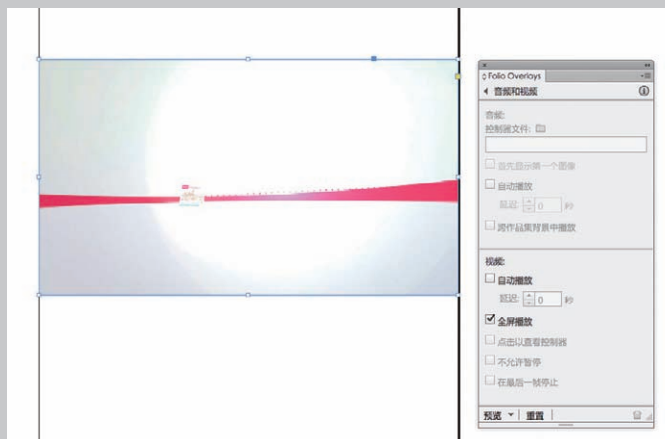 Folio Overlays
音频和视频
音频:
控制器文件:
首先显示第一个图像
自动播放
延迟: 0 秒
跨作品集背景中播放
视频:
自动播放
延迟: 0 秒
全屏播放
点击以查看控制器
不允许暂停
在最后一帧停止
预览 重置